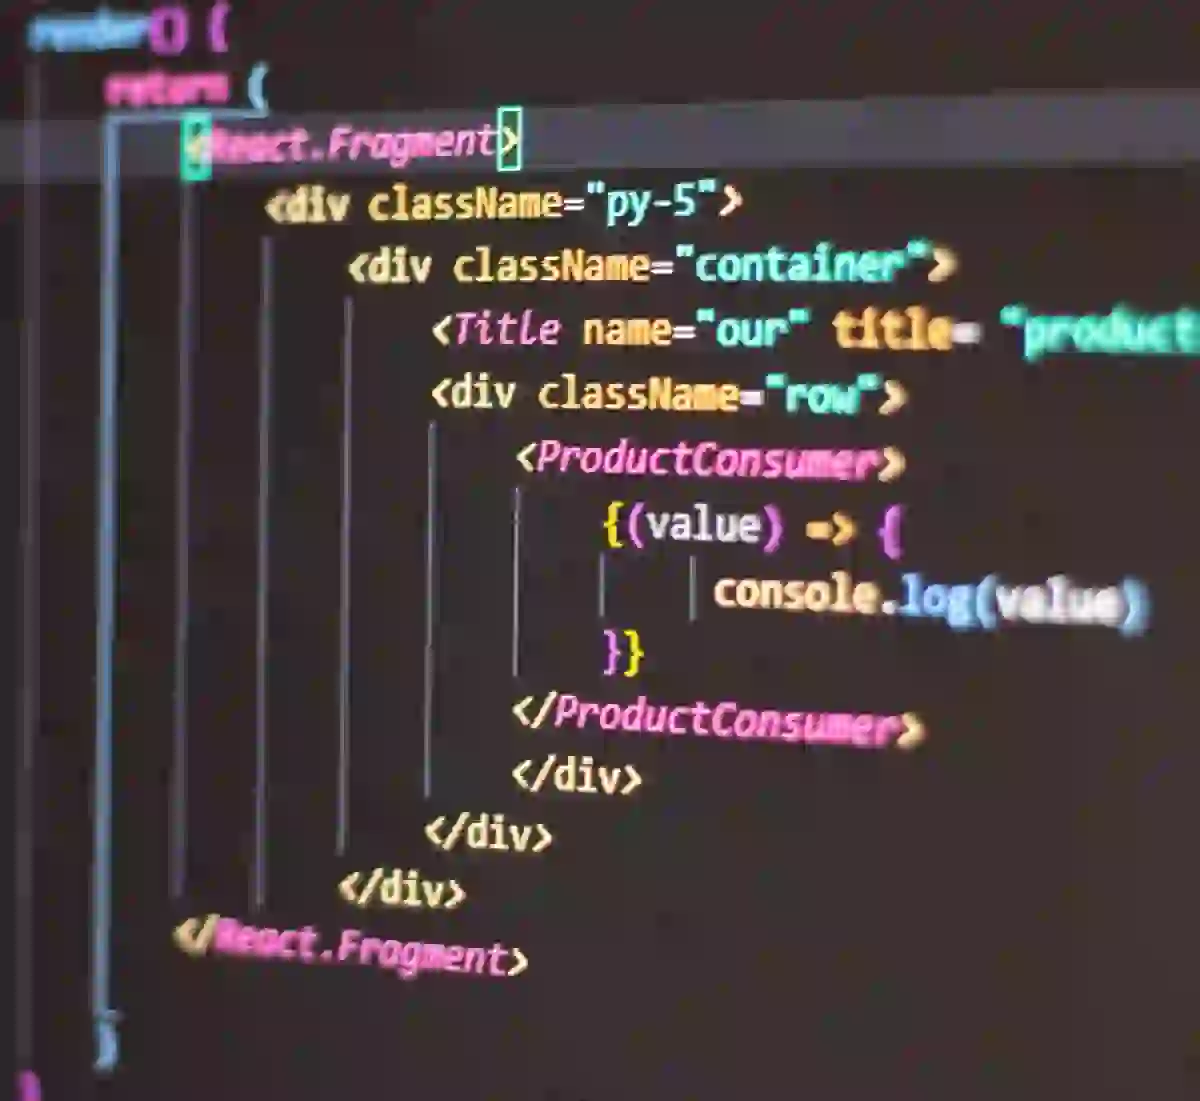 render() {
return (
<React.Fragment>
<div className="py-5">
<div className="container">
<Title name="our" title= "product
<div className="row">
<ProductConsumer>
{(value) => {
console.log(value)
}}
</ProductConsumer>
</div>
</div>
</div>
</React.Fragment>
)
}